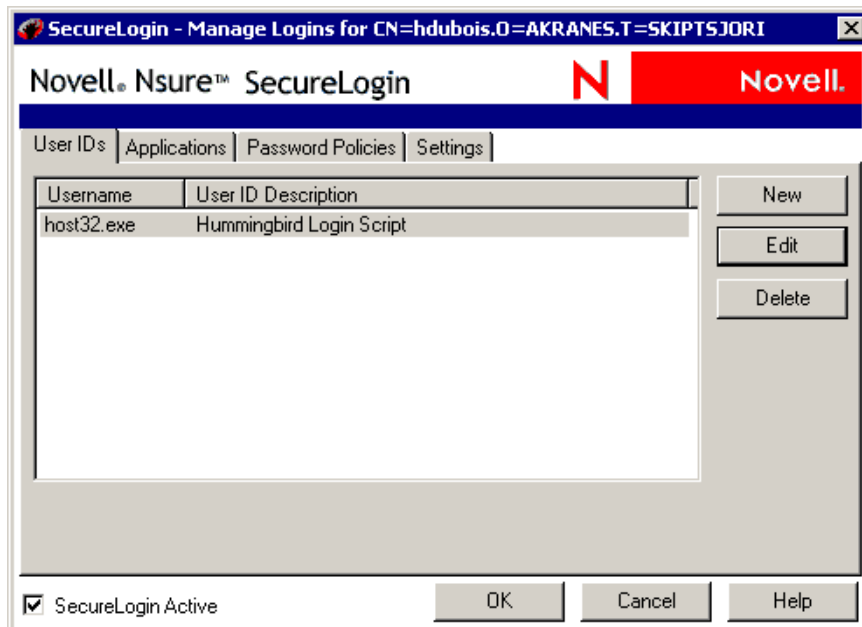 SecureLogin - Manage Logins for CN=hdubois.O=AKRANES.T=SKIPTSJORI
Novell. Nsure™ SecureLogin N Novell.
User IDs Applications Password Policies Settings
Username User ID Description New
host32.exe Hummingbird Login Script
Edit
Delete
SecureLogin Active OK Cancel Help